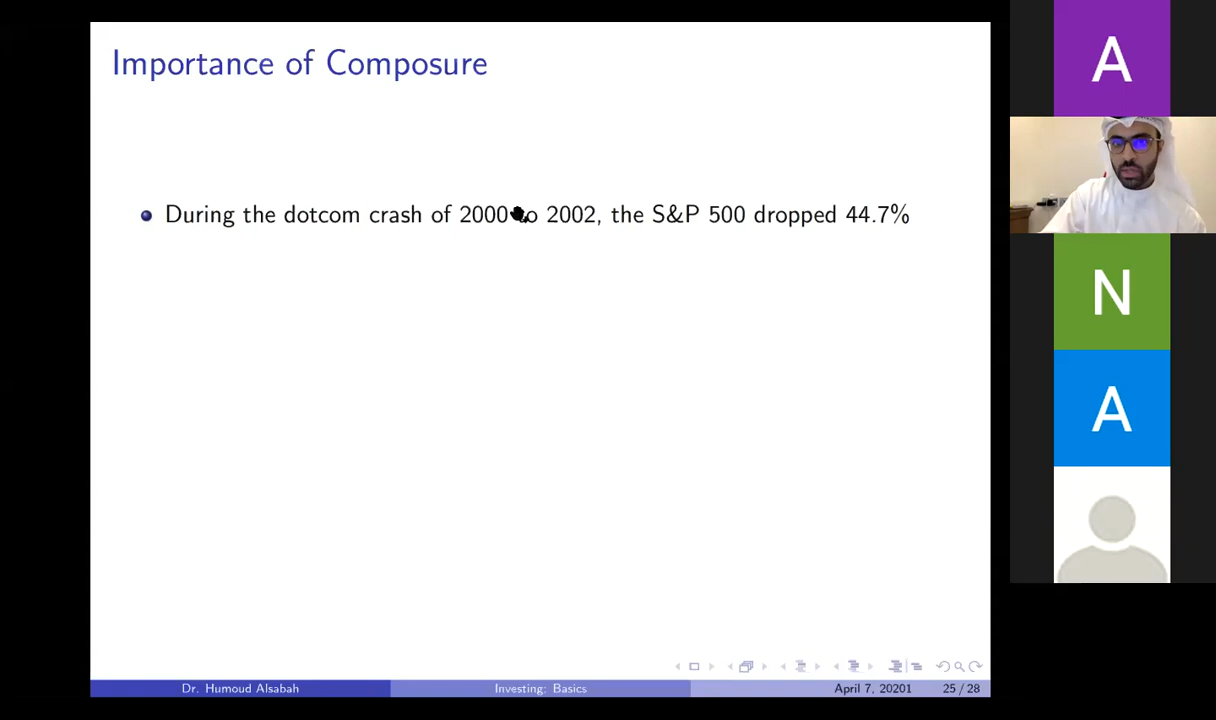 Importance of Composure
During the dotcom crash of 2000 to 2002, the S&P 500 dropped 44.7%
Dr. Humoud Alsabah
Investing: Basics
April 7, 20201
25 / 28
A
N
A